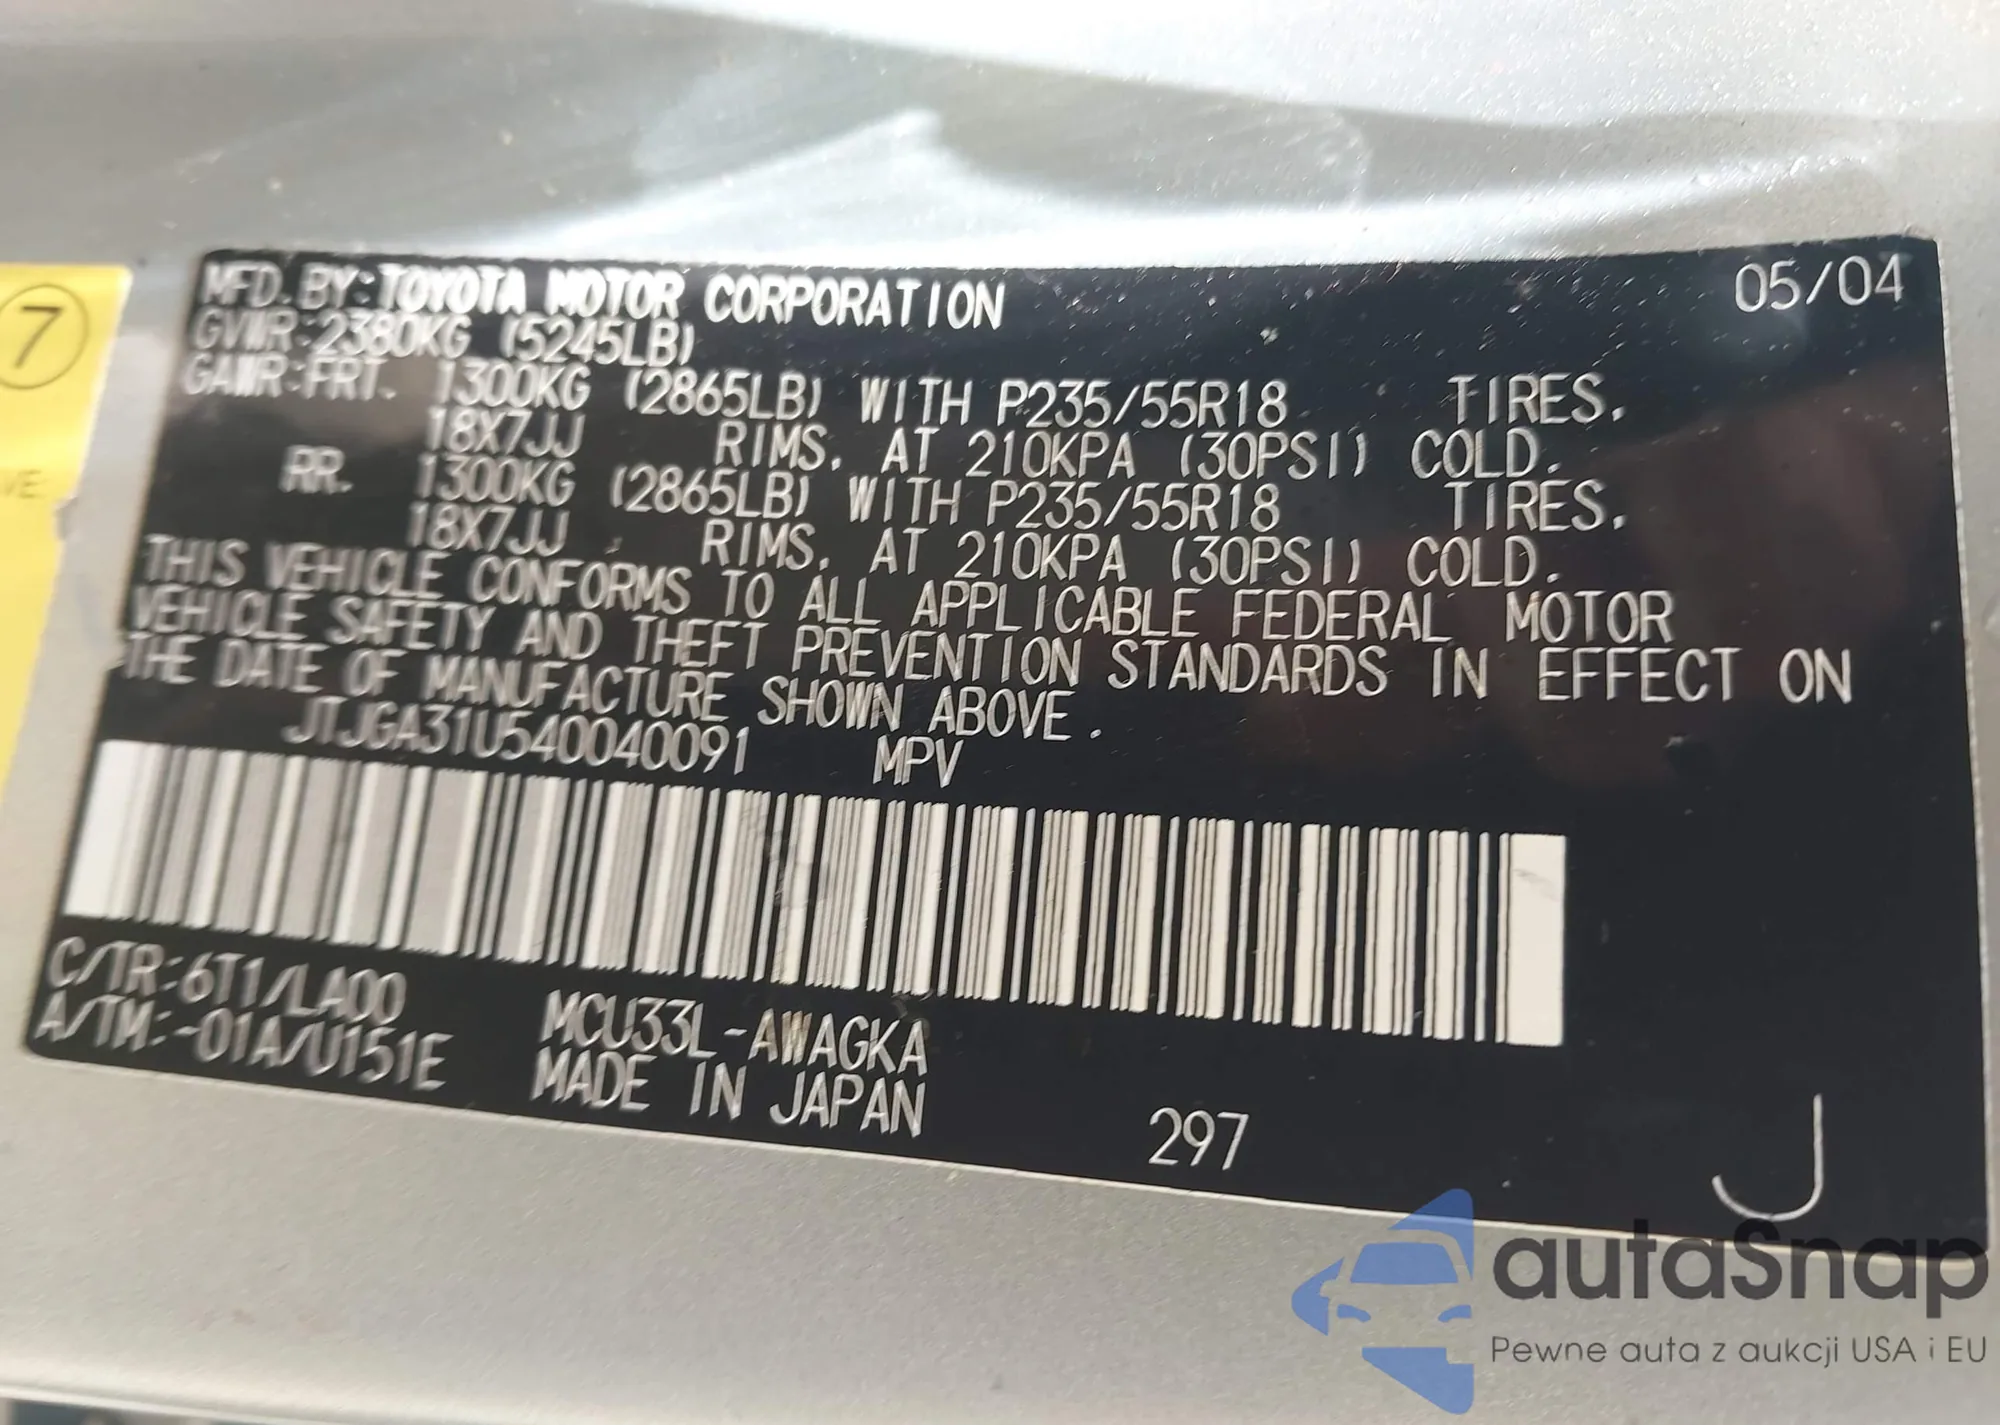 7
VE:
MFD. BY: TOYOTA MOTOR CORPORATION 05/04
GVWR: 2380KG (5245LB)
GAWR: FRT. 1300KG (2865LB) WITH P235/55R18 TIRES.
18X7JJ RIMS. AT 210KPA (30PSI) COLD.
RR. 1300KG (2865LB) WITH P235/55R18 TIRES.
18X7JJ RIMS. AT 210KPA (30PSI) COLD.
THIS VEHICLE CONFORMS TO ALL APPLICABLE FEDERAL MOTOR
VEHICLE SAFETY AND THEFT PREVENTION STANDARDS IN EFFECT ON
THE DATE OF MANUFACTURE SHOWN ABOVE.
JTJGA31U540040091 MPV
C/TR: 6T1/LA00 MCU33L-AWAGKA
A/TM: -01A/U151E MADE IN JAPAN
297
J
autaSnap
Pewne auta z aukcji USA i EU